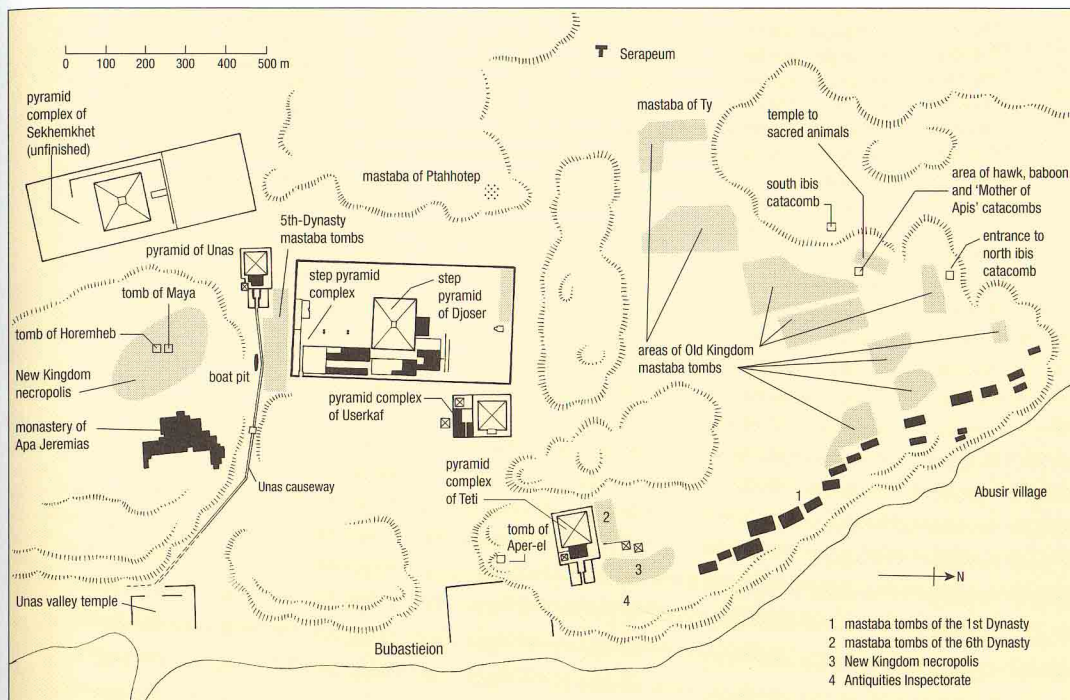 0 100 200 300 400 500 m
Serapeum
pyramid
complex of
Sekhemkhet
(unfinished)
mastaba of Ty
temple to
sacred animals
area of hawk, baboon
and 'Mother of
Apis' catacombs
mastaba of Ptahhotep
south ibis
catacomb
5th-Dynasty
mastaba tombs
entrance to
north ibis
catacomb
pyramid of Unas
step pyramid
complex
step
pyramid
of Djoser
tomb of Maya
tomb of Horemheb
areas of Old Kingdom
mastaba tombs
New Kingdom
necropolis
boat pit
pyramid complex
of Userkaf
monastery of
Apa Jeremias
Unas causeway
pyramid
complex
of Teti
1
Abusir village
2
tomb of
Aper-el
3
N
4
Unas valley temple
Bubastieion
1 mastaba tombs of the 1st Dynasty
2 mastaba tombs of the 6th Dynasty
3 New Kingdom necropolis
4 Antiquities Inspectorate